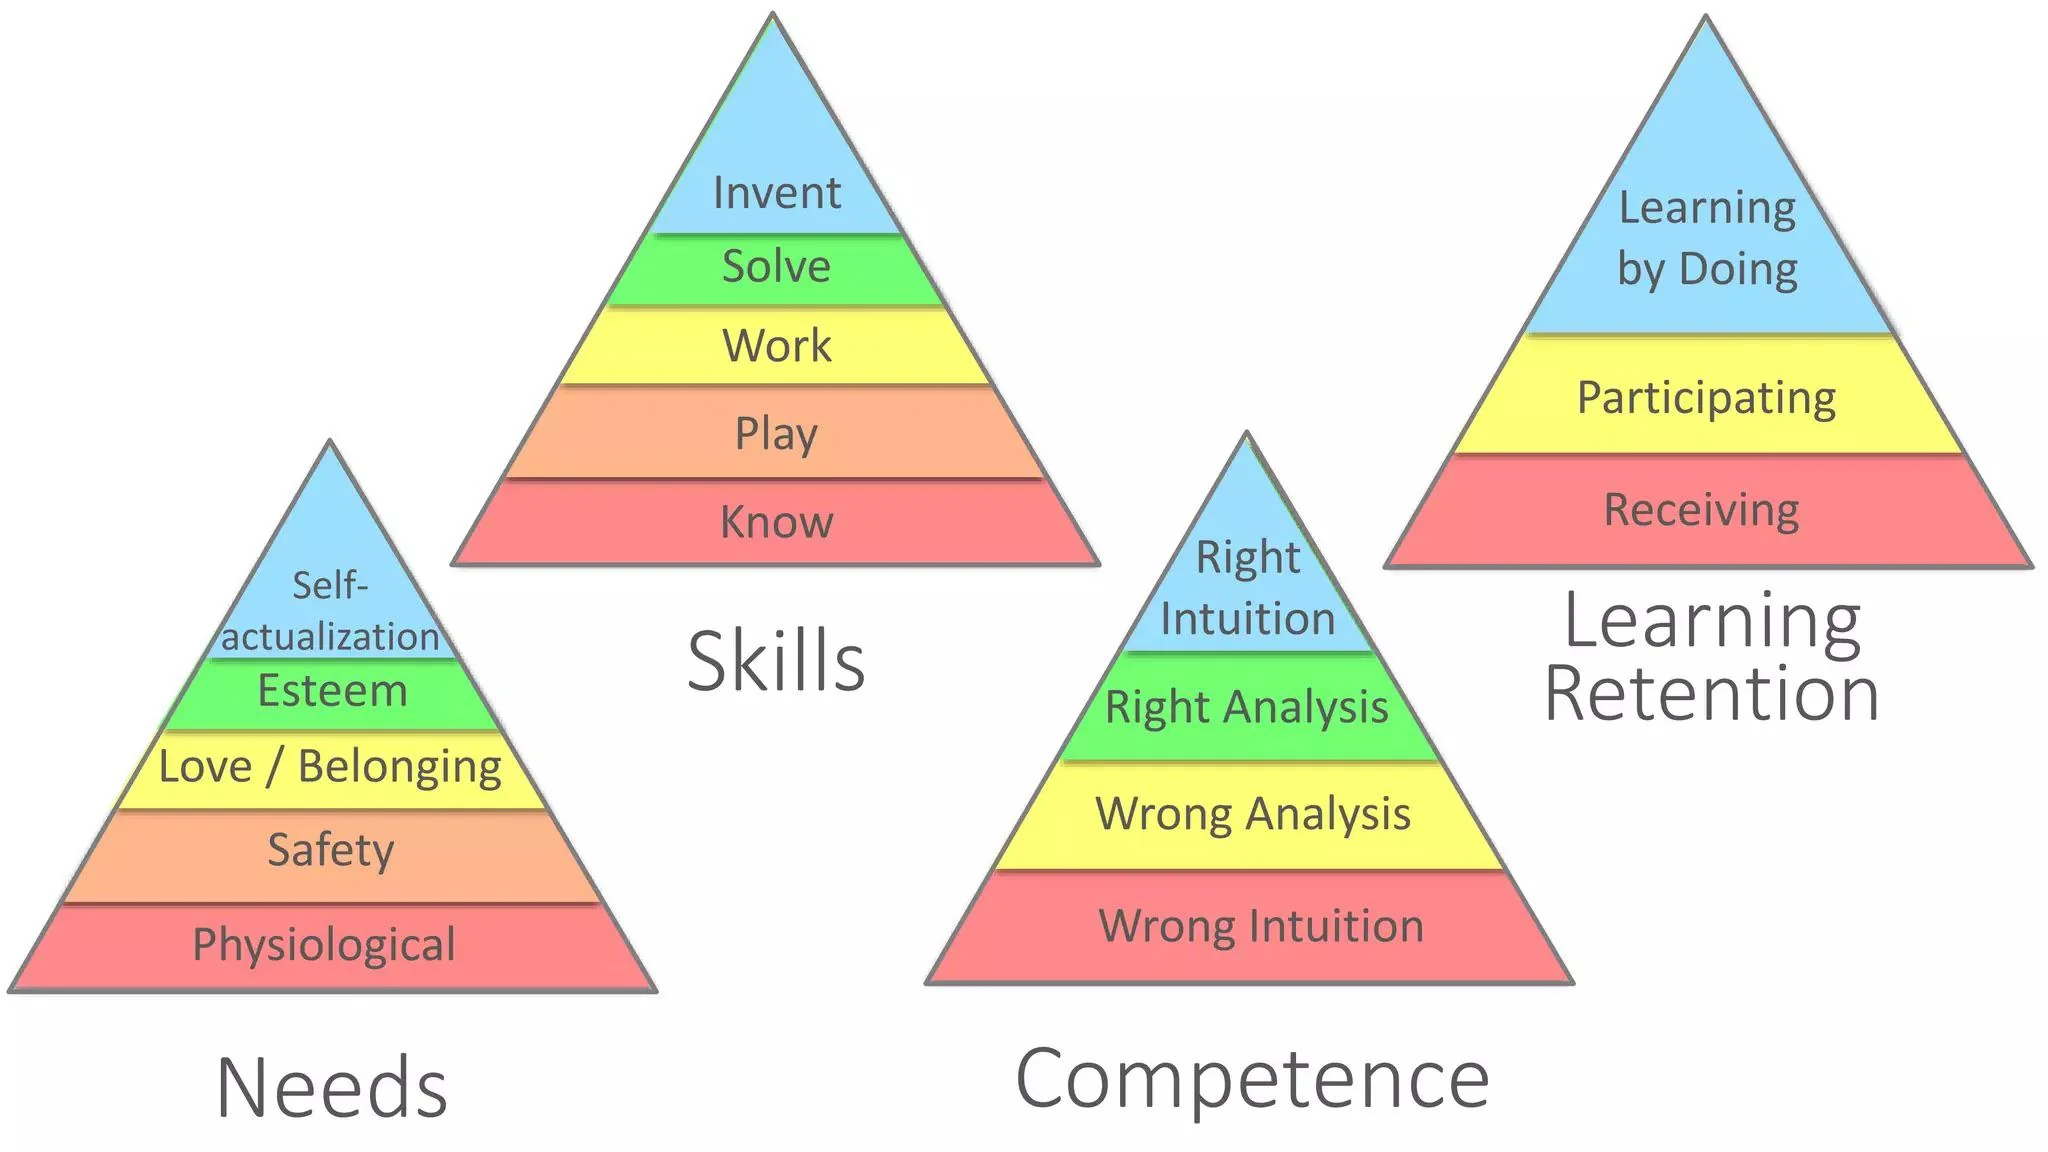 Invent
Solve
Work
Play
Know
Skills
Learning
by Doing
Participating
Receiving
Learning
Retention
Self-
actualization
Esteem
Love / Belonging
Safety
Physiological
Needs
Right
Intuition
Right Analysis
Wrong Analysis
Wrong Intuition
Competence